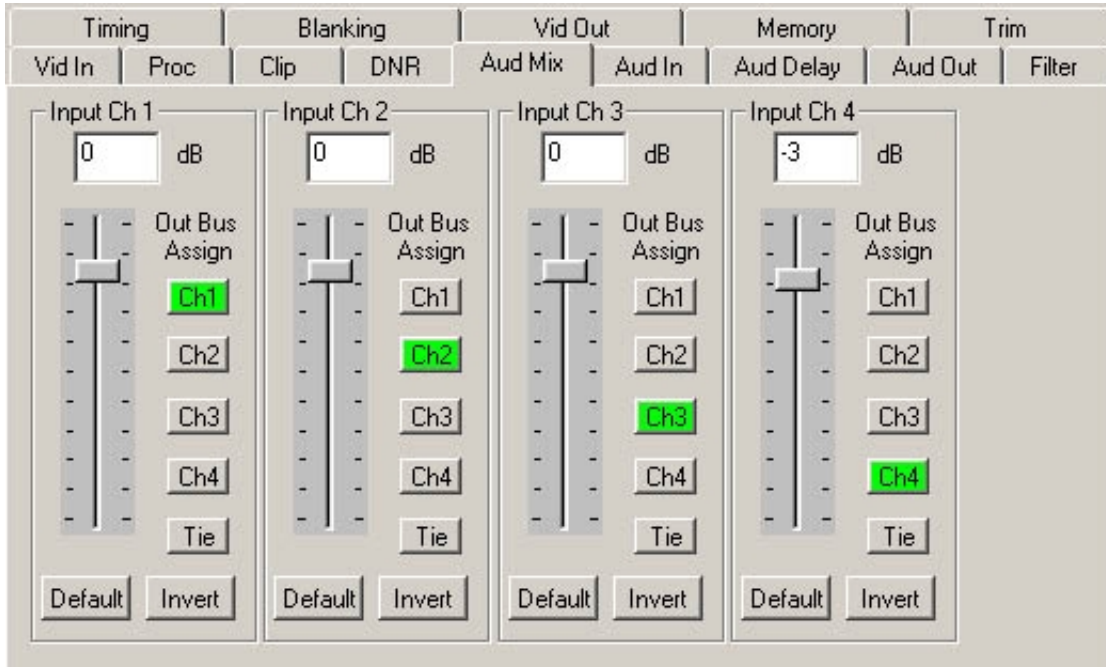 Timing Blanking Vid Out Memory Trim
Vid In Proc Clip DNR Aud Mix Aud In Aud Delay Aud Out Filter
Input Ch 1 Input Ch 2 Input Ch 3 Input Ch 4
0 dB 0 dB 0 dB -3 dB
Out Bus Out Bus Out Bus Out Bus
Assign Assign Assign Assign
Ch1 Ch1 Ch1 Ch1
Ch2 Ch2 Ch2 Ch2
Ch3 Ch3 Ch3 Ch3
Ch4 Ch4 Ch4 Ch4
Tie Tie Tie Tie
Default Invert Default Invert Default Invert Default Invert